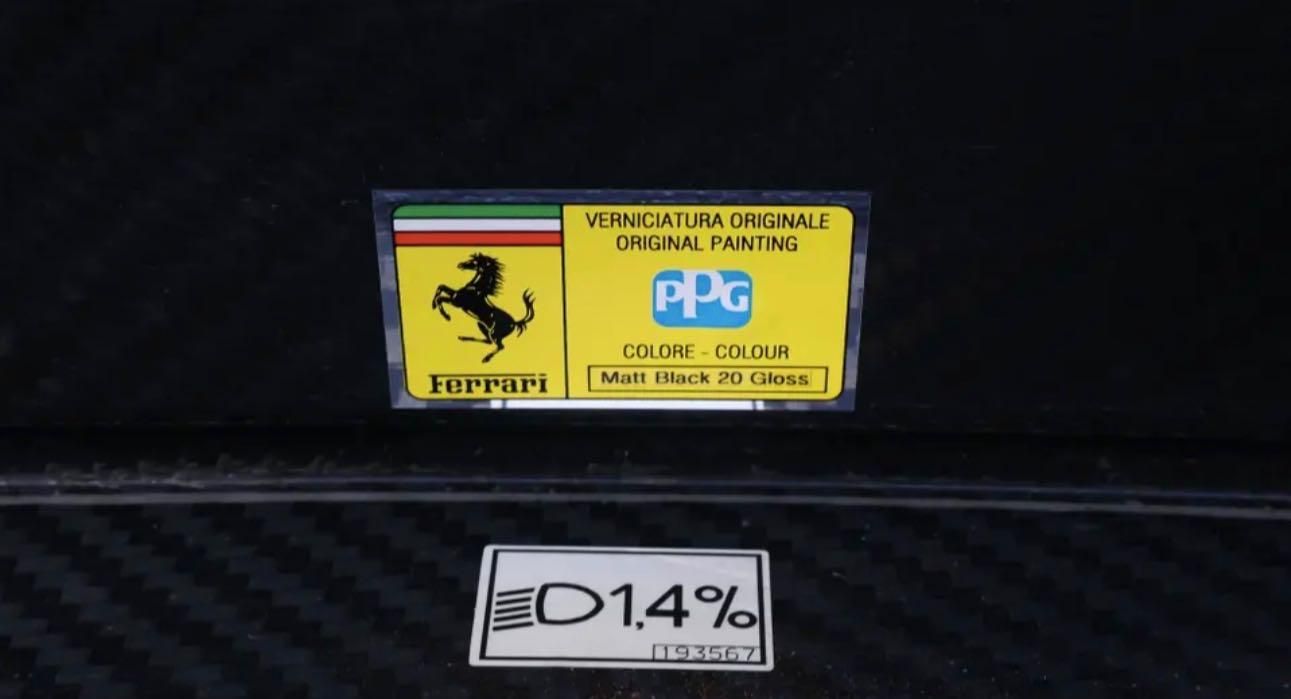 VERNICIATURA ORIGINALE
ORIGINAL PAINTING
PPG
COLORE - COLOUR
Matt Black 20 Gloss
Ferrari
1,4%
193567